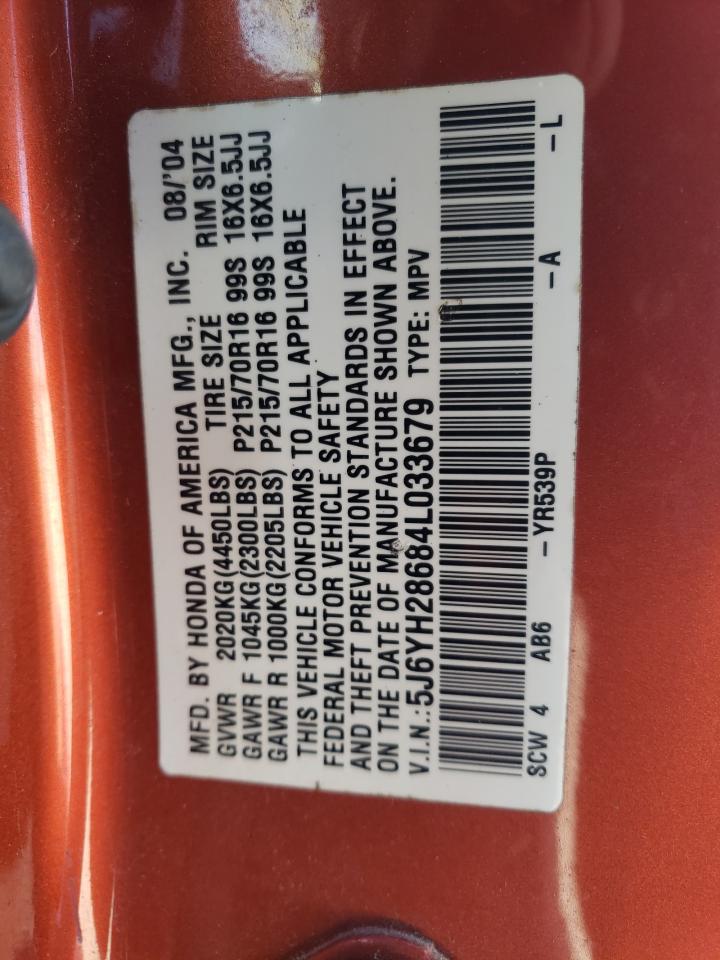 MFD. BY HONDA OF AMERICA MFG., INC. 08/'04
GVWR 2020KG(4450LBS) TIRE SIZE RIM SIZE
GAWR F 1045KG(2300LBS) P215/70R16 99S 16X6.5JJ
GAWR R 1000KG(2205LBS) P215/70R16 99S 16X6.5JJ
THIS VEHICLE CONFORMS TO ALL APPLICABLE
FEDERAL MOTOR VEHICLE SAFETY
AND THEFT PREVENTION STANDARDS IN EFFECT
ON THE DATE OF MANUFACTURE SHOWN ABOVE.
V.I.N.:5J6YH28684L033679 TYPE: MPV
SCW 4 AB6 –YR539P –A –L